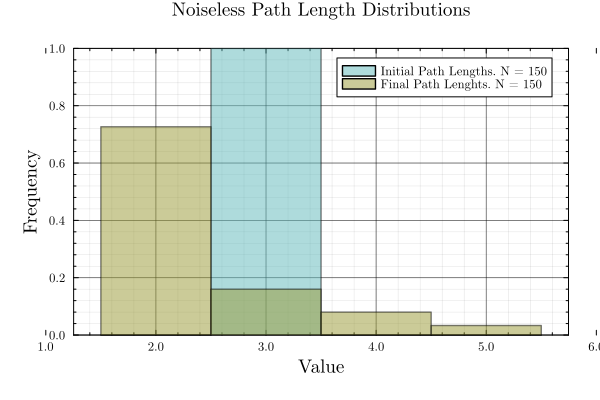 Noiseless Path Length Distributions
1.0
0.8
0.6
0.4
0.2
0.0
Frequency
Initial Path Lengths. N = 150
Final Path Lenghts. N = 150
1.0 2.0 3.0 4.0 5.0 6.0
Value